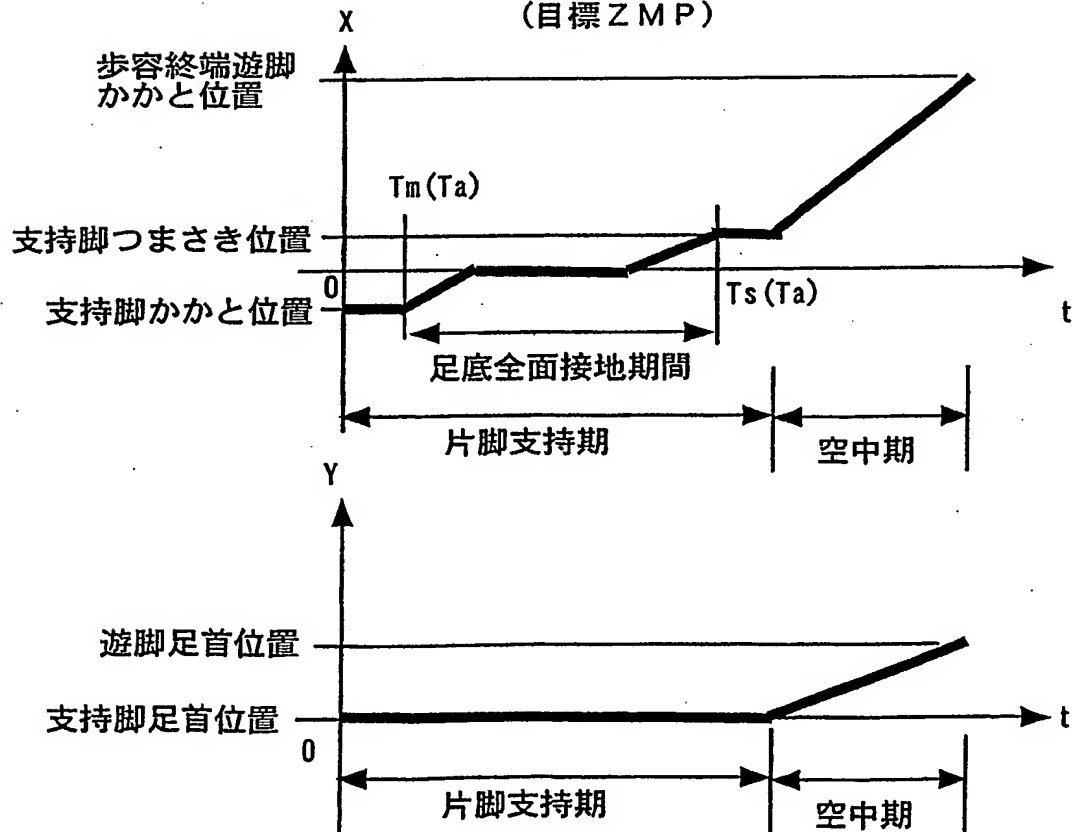 (目標ZMP)
X
歩容終端遊脚
かかと位置
Tm(Ta)
支持脚つまさき位置
0
Ts(Ta)
支持脚かかと位置
t
足底全面接地期間
片脚支持期
空中期
Y
遊脚足首位置
支持脚足首位置
t
0
片脚支持期
空中期